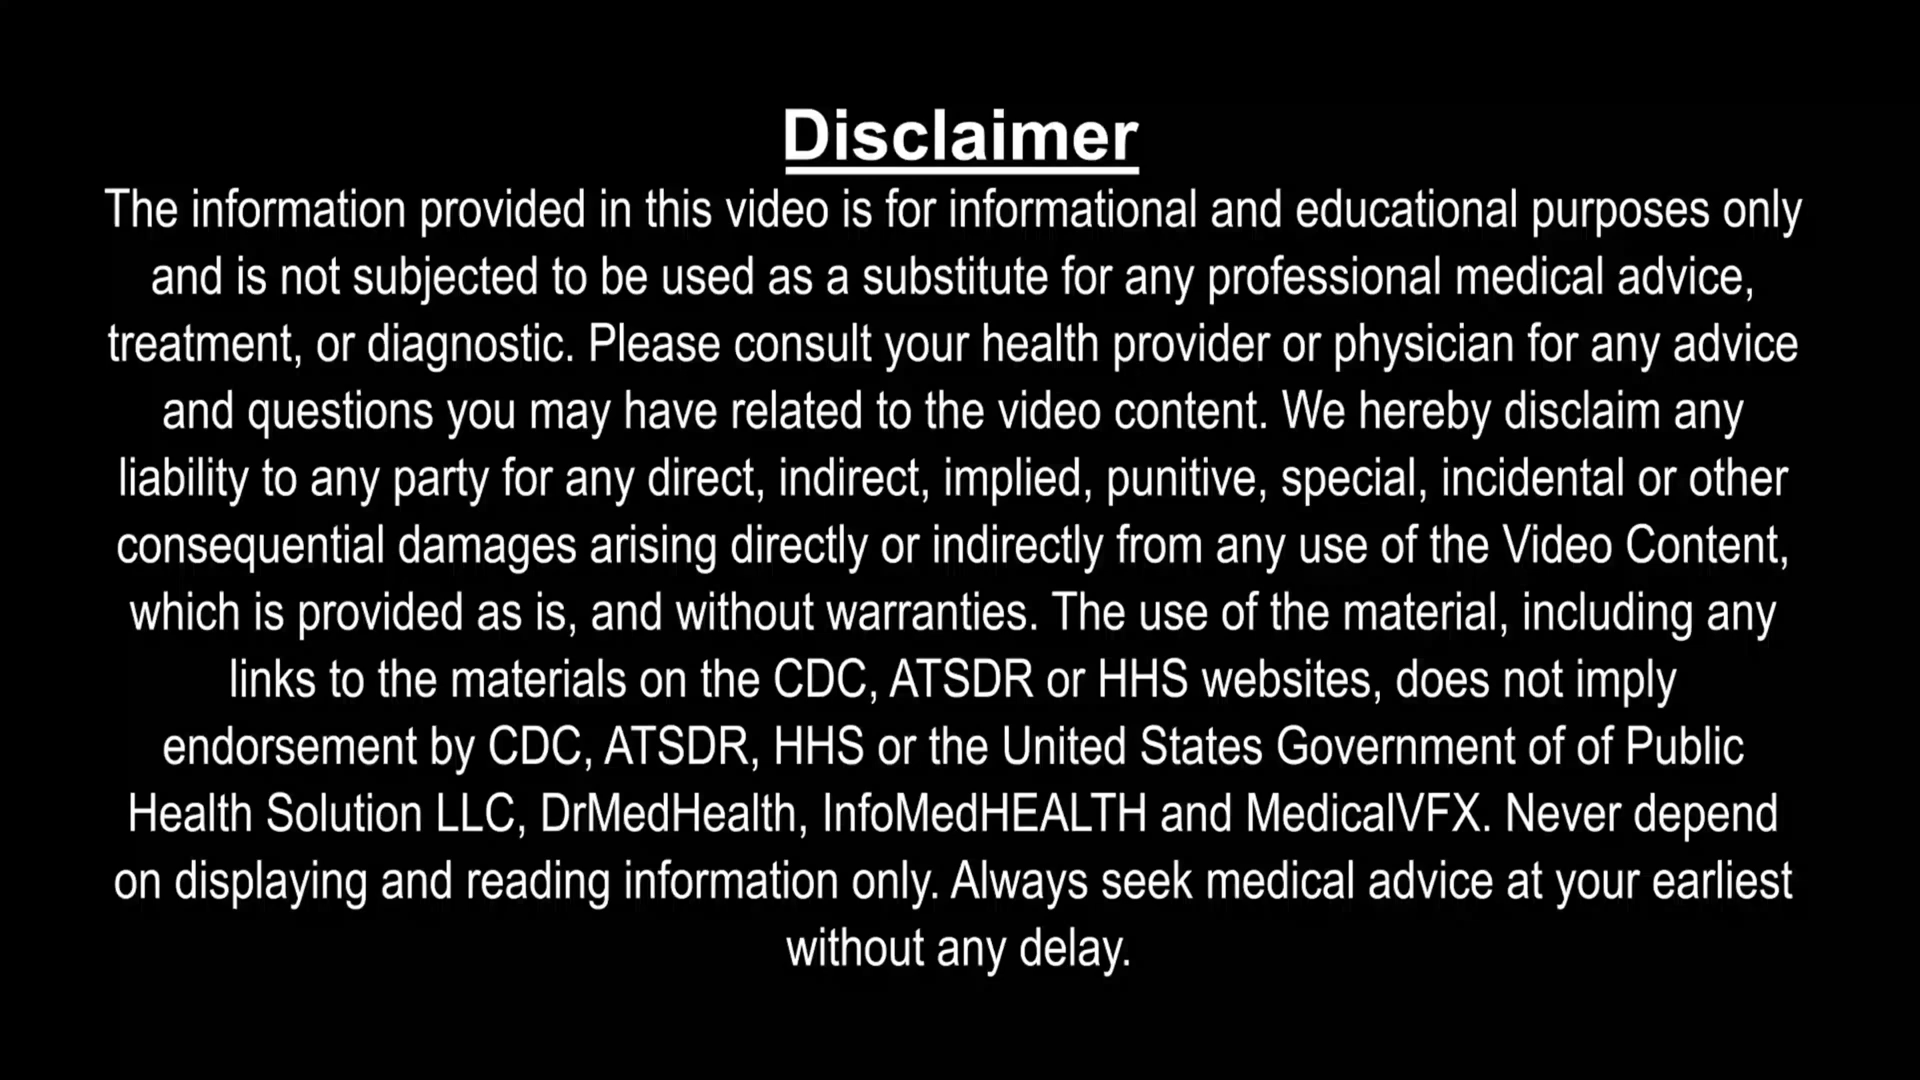 Disclaimer
The information provided in this video is for informational and educational purposes only
and is not subjected to be used as a substitute for any professional medical advice,
treatment, or diagnostic. Please consult your health provider or physician for any advice
and questions you may have related to the video content. We hereby disclaim any
liability to any party for any direct, indirect, implied, punitive, special, incidental or other
consequential damages arising directly or indirectly from any use of the Video Content,
which is provided as is, and without warranties. The use of the material, including any
links to the materials on the CDC, ATSDR or HHS websites, does not imply
endorsement by CDC, ATSDR, HHS or the United States Government of of Public
Health Solution LLC, DrMedHealth, InfoMedHEALTH and MedicalVFX. Never depend
on displaying and reading information only. Always seek medical advice at your earliest
without any delay.